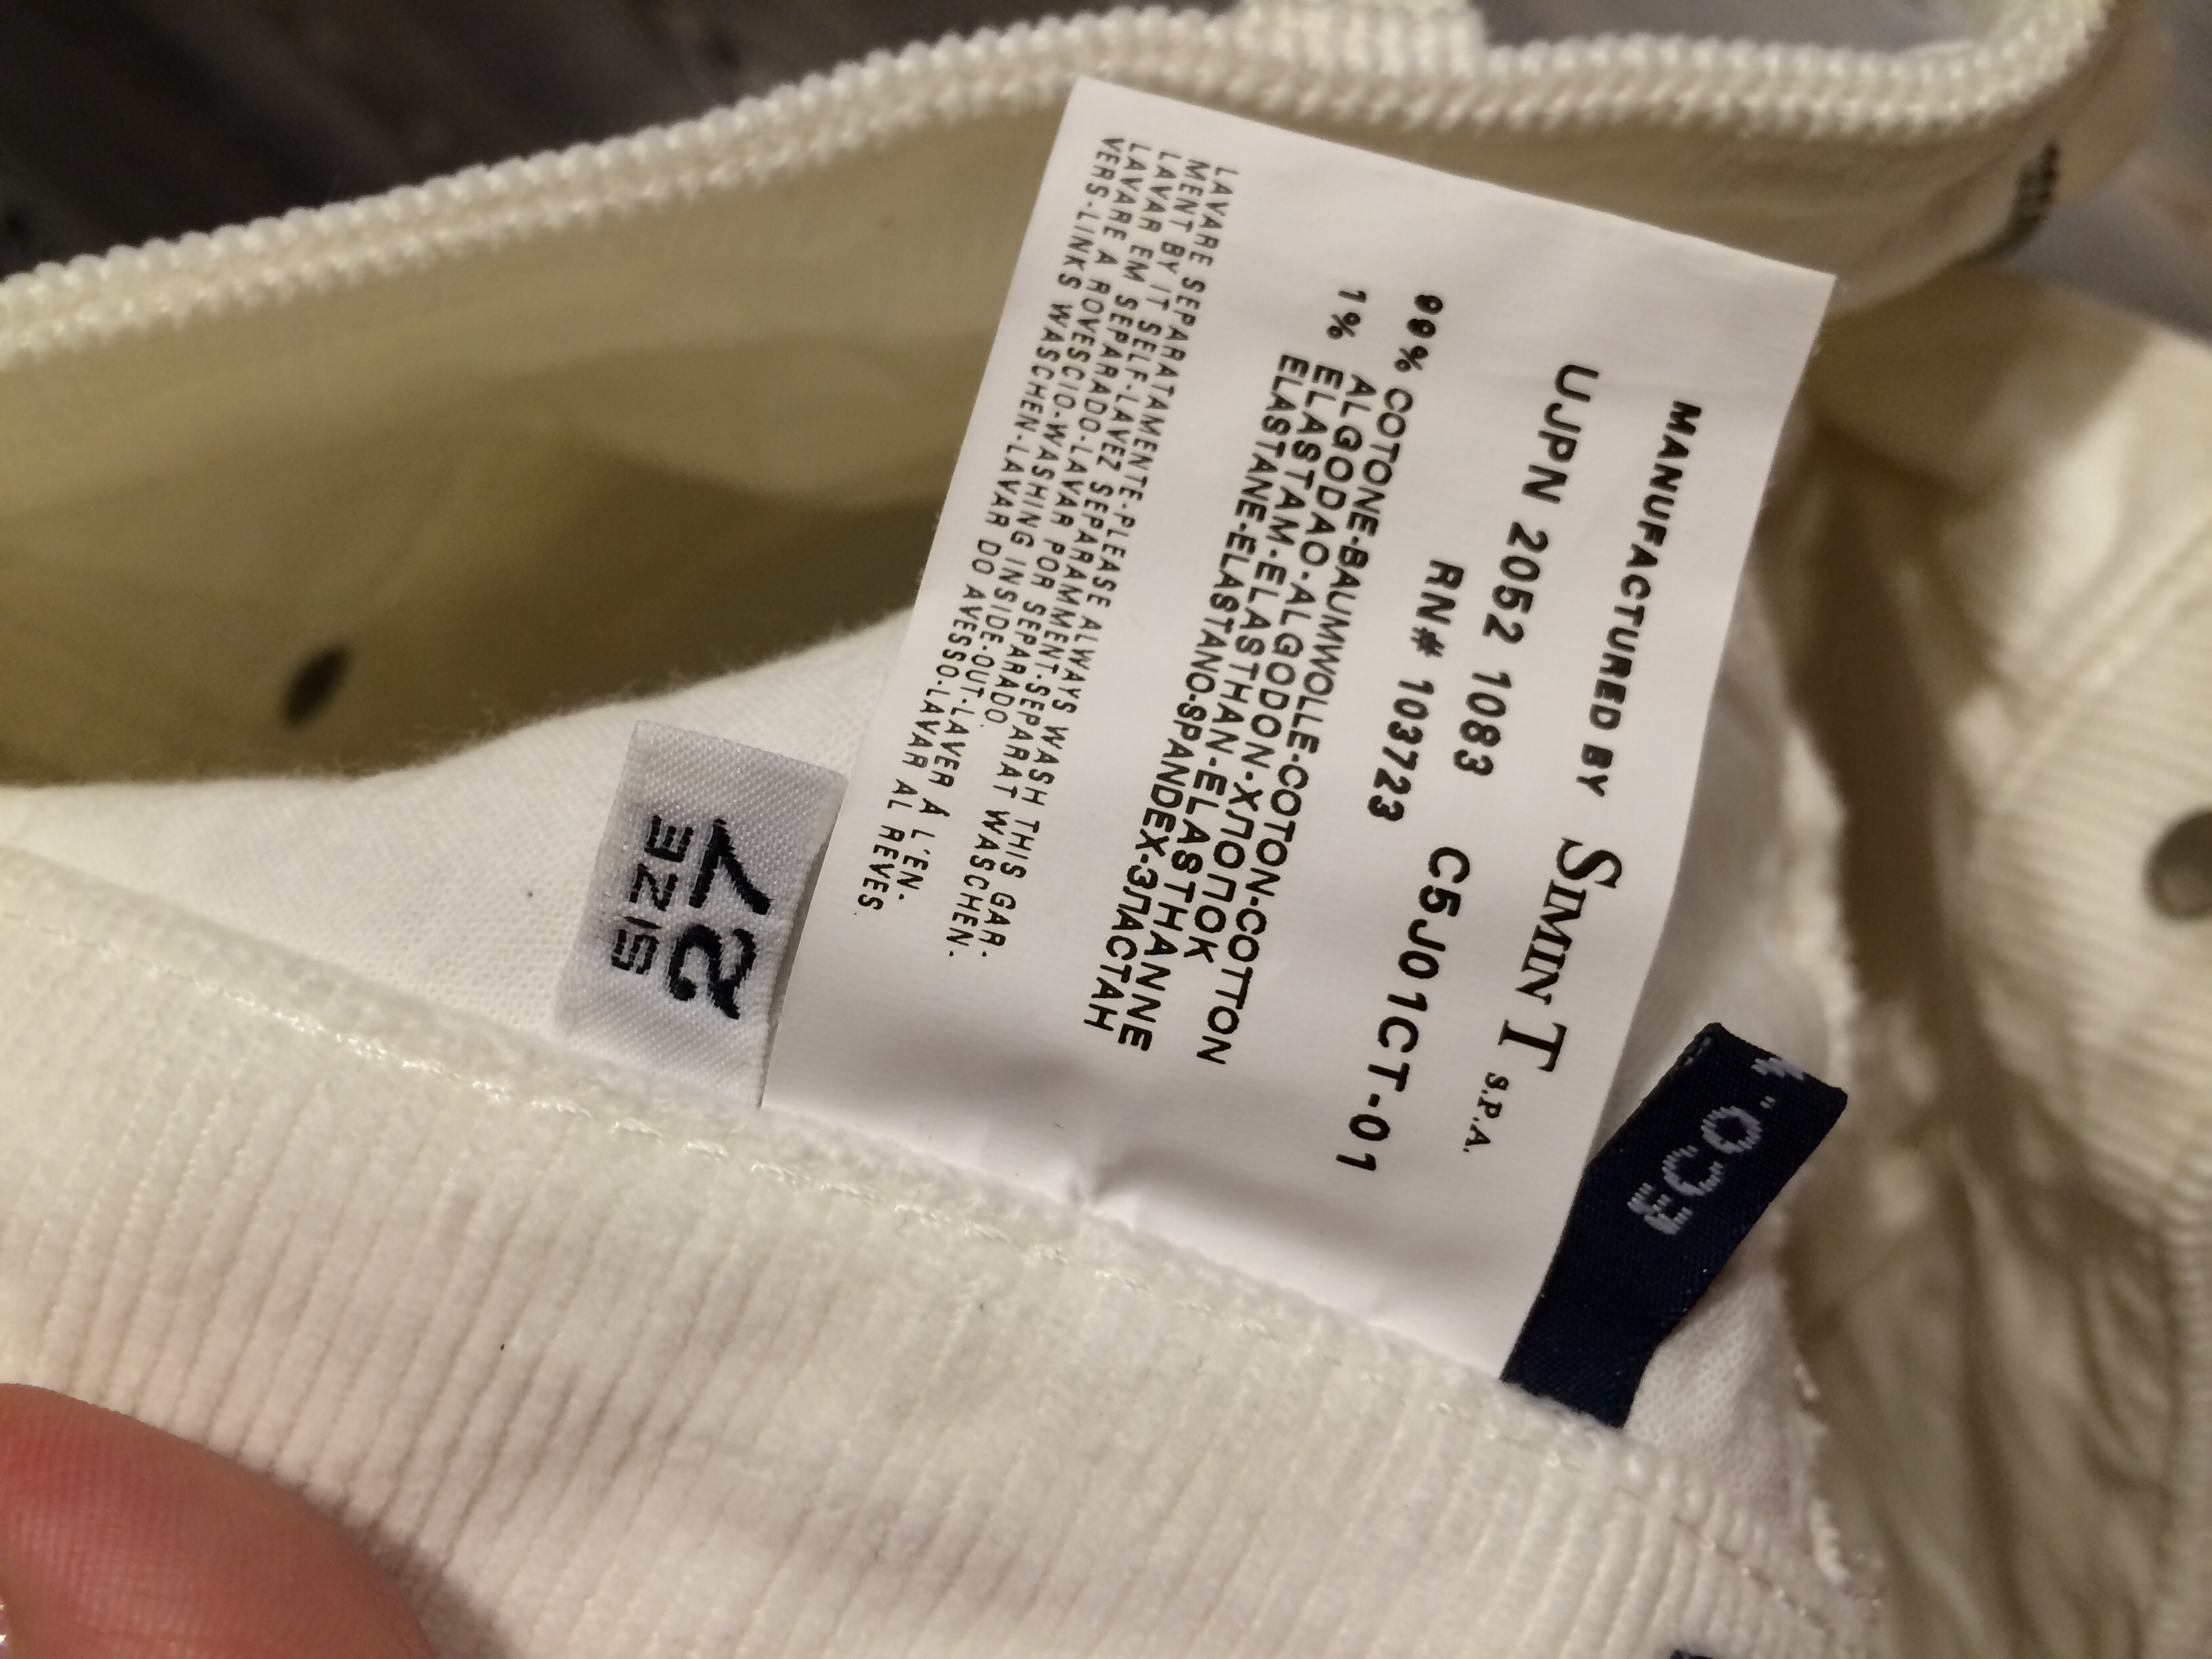 MANUFACTURED BY SIMIN T S.P.A.
UJPN 2052 1083 C5J01CT-01
RN# 103723
99% COTONE-BAUMWOLLE-COTON-COTTON
ALGODAO-ALGODON-ХЛОПОК
1% ELASTAM-ELASTHAN-ELASTHANNE
ELASTANE-ELASTANO-SPANDEX-ЭЛАСТАН
LAVARE SEPARATAMENTE-PLEASE ALWAYS WASH THIS GAR-
MENT BY IT SELF-LAVEZ SEPARAMMENT-SEPARAT WASCHEN-
LAVAR EM SEPARADO-LAVAR POR SEPARADO.
LAVARE A ROVESCIO-WASHING INSIDE-OUT-LAVER À L'EN-
VERS-LINKS WASCHEN-LAVAR DO AVESSO-LAVAR AL REVES.
SIZE
27
ECO."